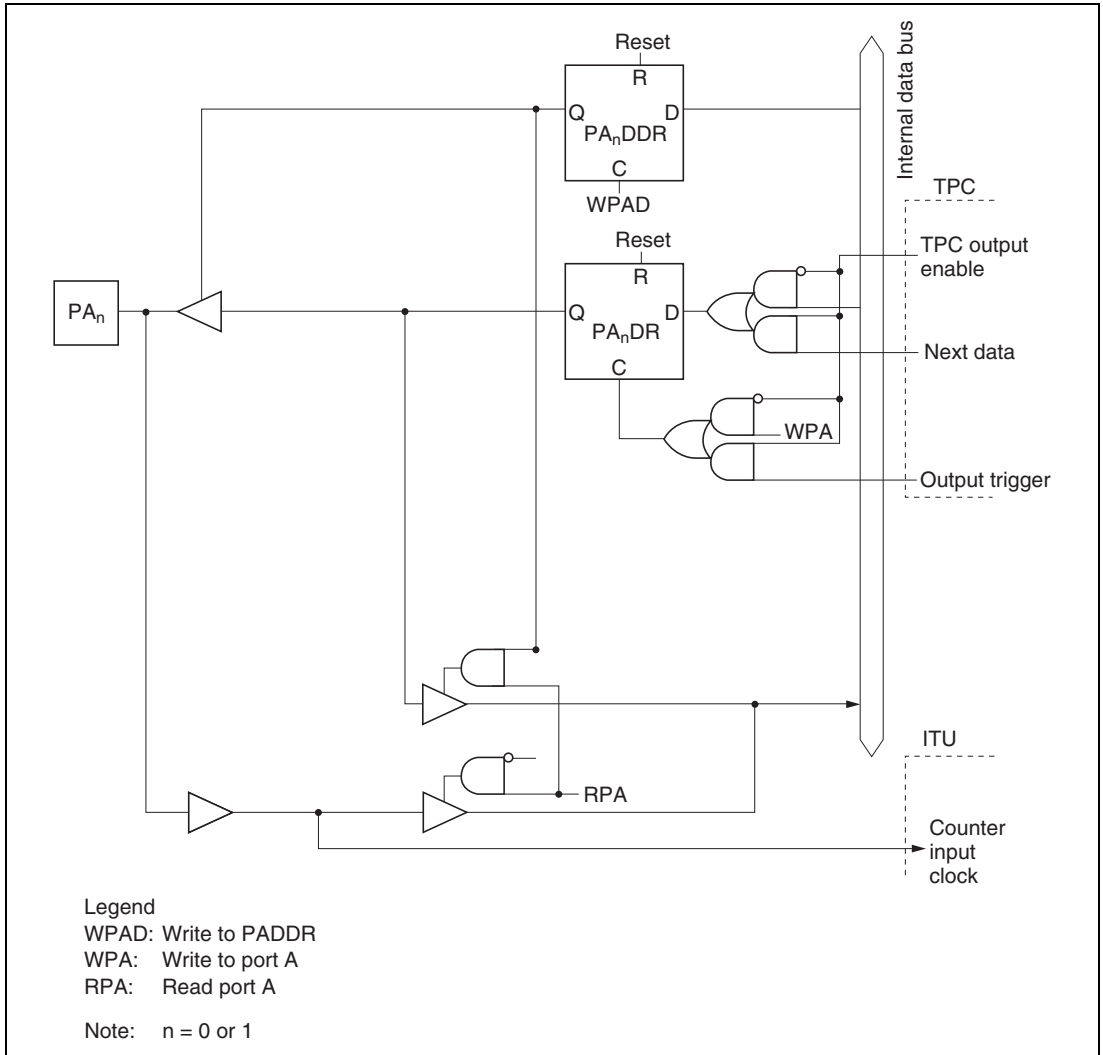 Reset
R
Q
D
PAnDDR
C
WPAD
Internal data bus
TPC
Reset
R
TPC output
enable
PAn
Q
D
PAnDR
C
Next data
WPA
Output trigger
ITU
RPA
Counter
input
clock
Legend
WPAD: Write to PADDR
WPA: Write to port A
RPA: Read port A
Note: n = 0 or 1